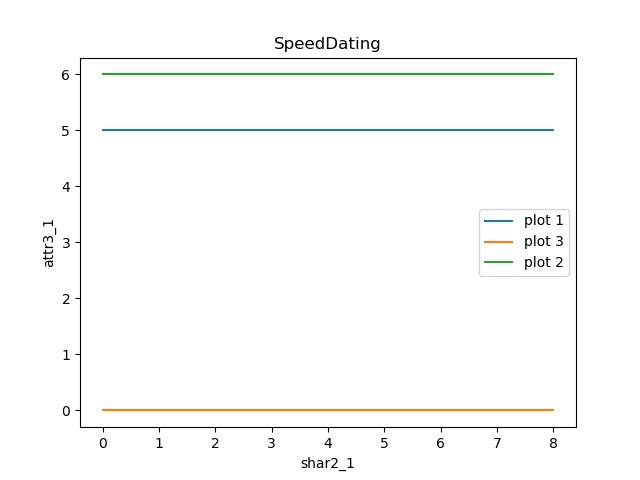 SpeedDating
6
5
4
3
2
1
0
attr3_1
plot 1
plot 3
plot 2
0 1 2 3 4 5 6 7 8
shar2_1